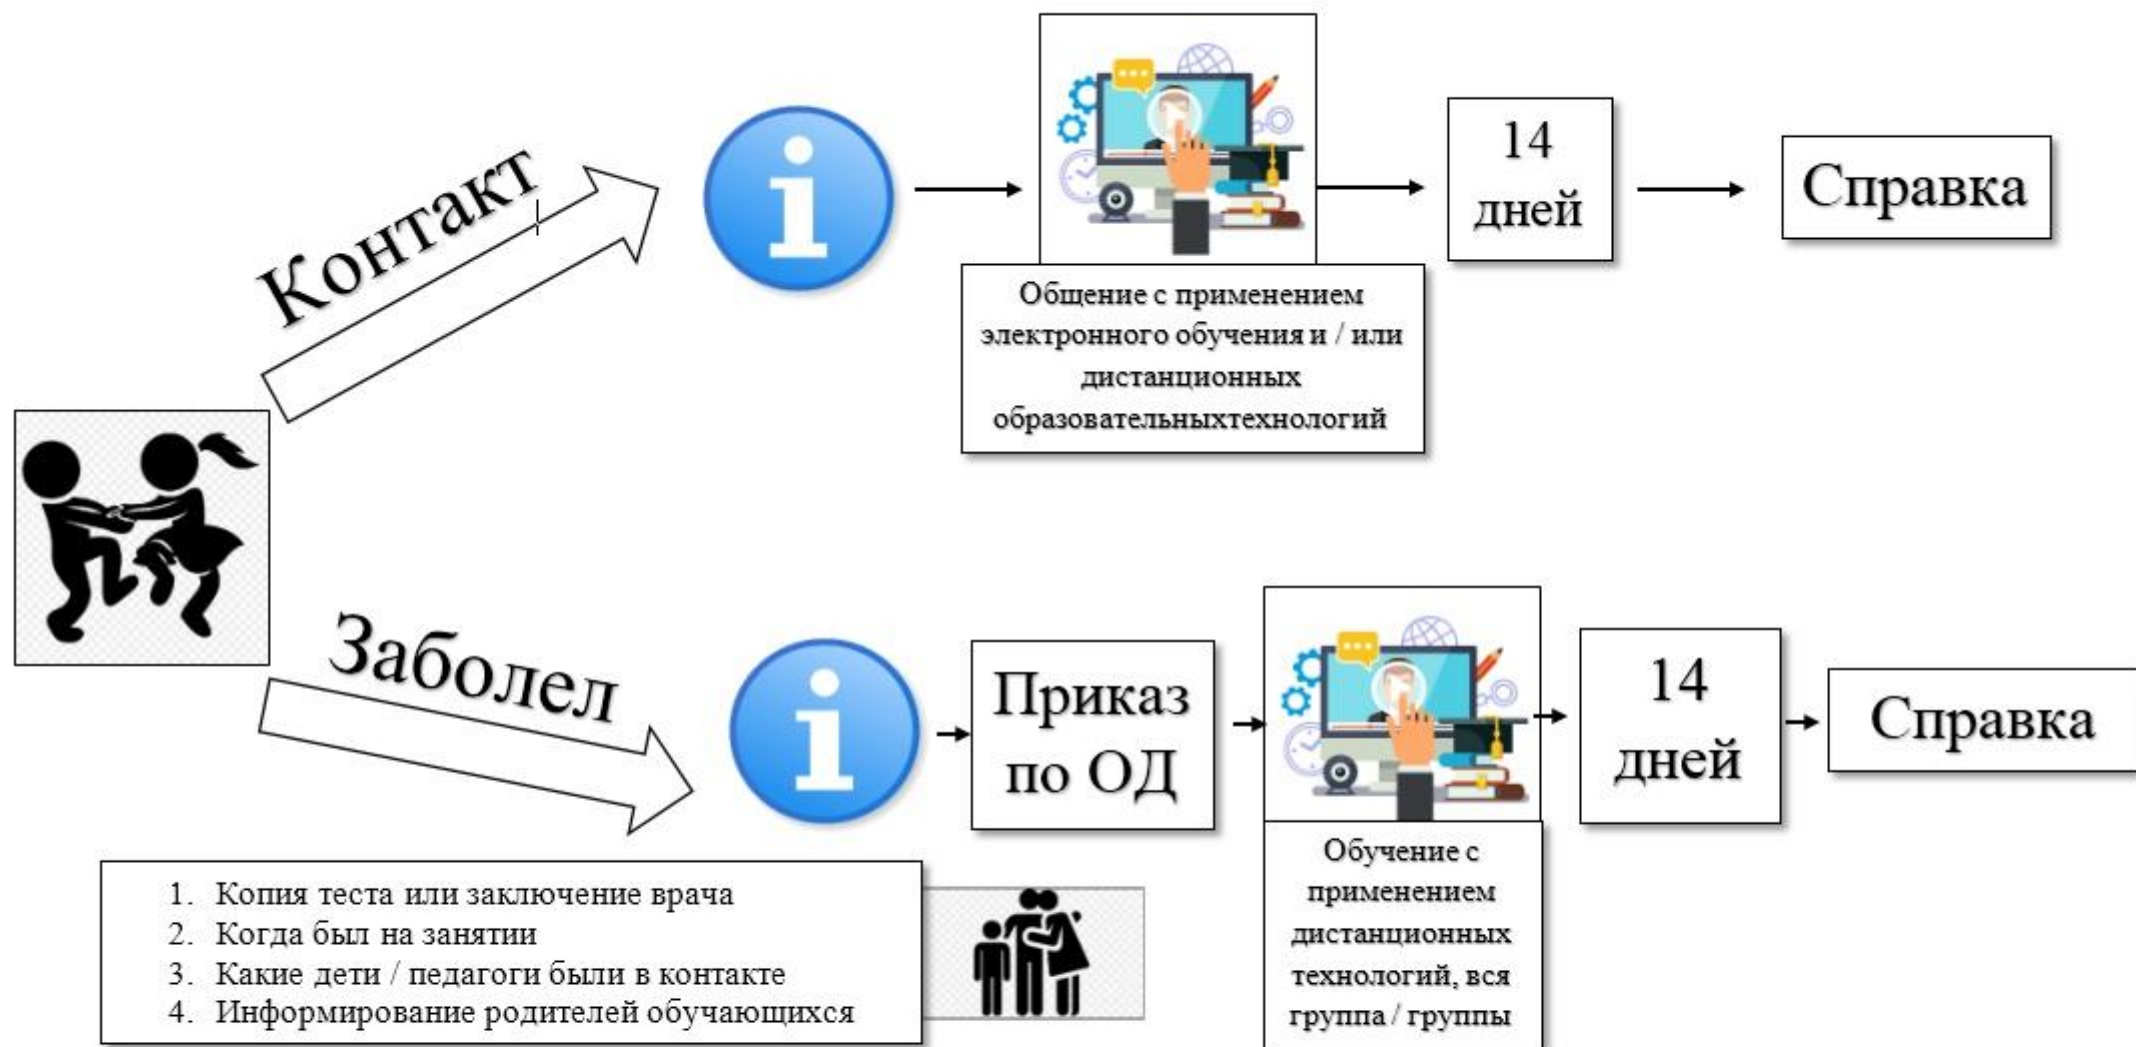 Контакт
14
дней
Справка
Общение с применением
электронного обучения и / или
дистанционных
образовательныхтехнологий
Заболел
Приказ
по ОД
14
дней
Справка
Обучение с
применением
дистанционных
технологий, вся
группа / группы
1. Копия теста или заключение врача
2. Когда был на занятии
3. Какие дети / педагоги были в контакте
4. Информирование родителей обучающихся